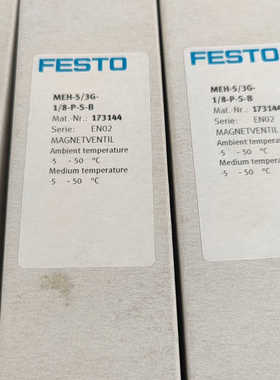 FESTO
MEH-5/3G-
1/8-P-S-B
Mat.-Nr.: 173144
Serie: EN02
MAGNETVENTIL
Ambient temperature
-5 - 50 °C
Medium temperature
-5 - 50 °C
FESTO
MEH-5/3G-
1/8-P-S-B
Mat.-Nr.: 173144
Serie: EN02
MAGNETVENTIL
Ambient temperature
-5 - 50 °C
Medium temperature
-5 - 50 °C